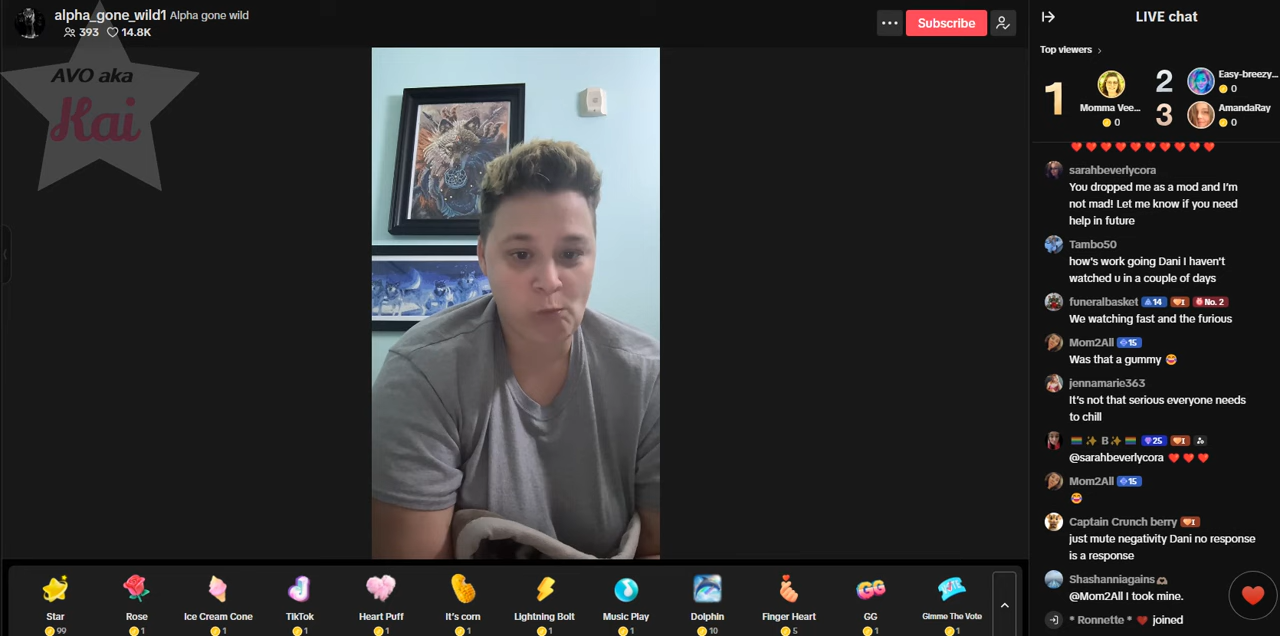 alpha_gone_wild1 Alpha gone wild
393 14.8K
Subscribe
AVO aka
Kai
LIVE chat
Top viewers
1
Momma Vee...
0
2
Easy-breezy...
0
3
AmandaRay
0
sarahbeverlycora
You dropped me as a mod and I'm
not mad! Let me know if you need
help in future
Tambo50
how's work going Dani I haven't
watched u in a couple of days
funeralbasket 14 1 No. 2
We watching fast and the furious
Mom2All 15
Was that a gummy
jennamarie363
It's not that serious everyone needs
to chill
B 25 1
@sarahbeverlycora
Mom2All 15
Captain Crunch berry 1
just mute negativity Dani no response
is a response
Shashanniagains
@Mom2All I took mine.
* Ronnette * joined
Star
99
Rose
1
Ice Cream Cone
1
TikTok
1
Heart Puff
1
It's corn
1
Lightning Bolt
1
Music Play
1
Dolphin
10
Finger Heart
5
GG
1
Gimme The Vote
1